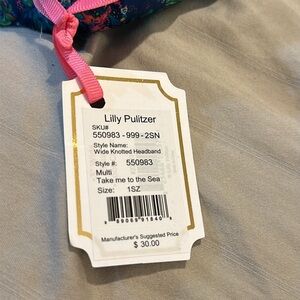 Lilly Pulitzer
SKU#
550983 - 999 - 2SN
Style Name:
Wide Knotted Headband
Style #: 550983
Multi
Take me to the Sea
Size: 1SZ
Manufacturer's Suggested Price
$ 30.00